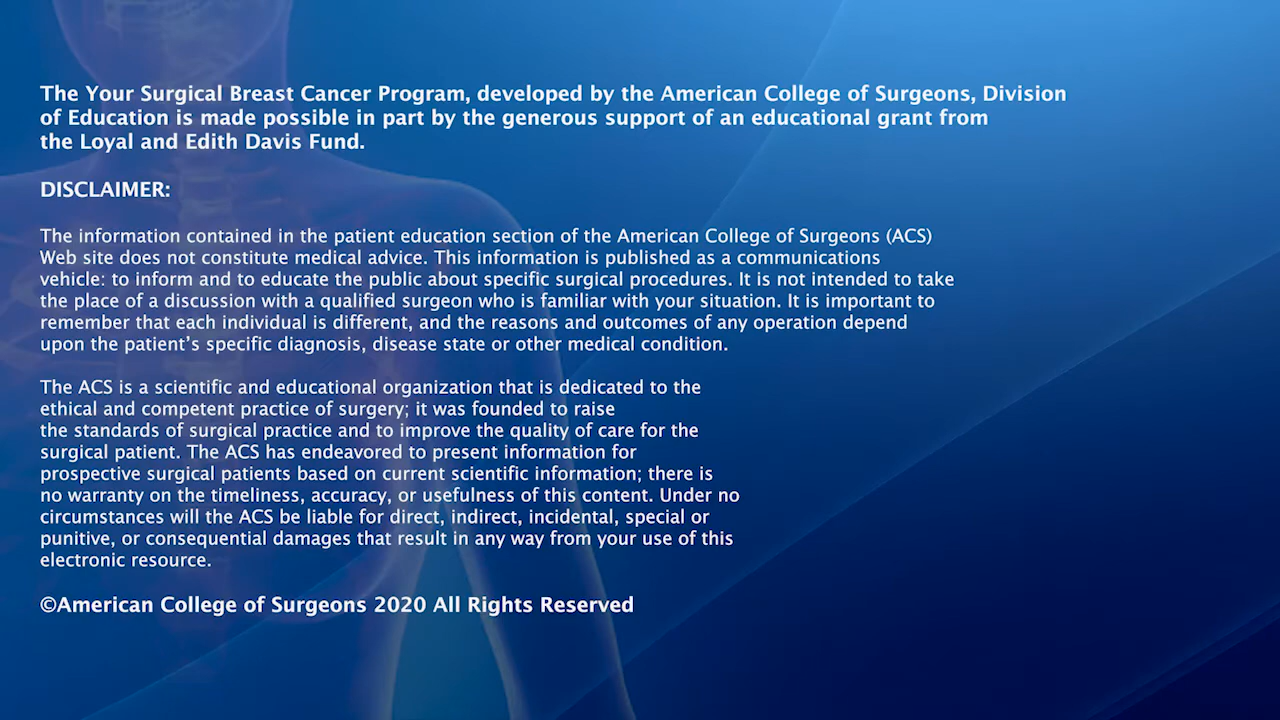 The Your Surgical Breast Cancer Program, developed by the American College of Surgeons, Division
of Education is made possible in part by the generous support of an educational grant from
the Loyal and Edith Davis Fund.
DISCLAIMER:
The information contained in the patient education section of the American College of Surgeons (ACS)
Web site does not constitute medical advice. This information is published as a communications
vehicle: to inform and to educate the public about specific surgical procedures. It is not intended to take
the place of a discussion with a qualified surgeon who is familiar with your situation. It is important to
remember that each individual is different, and the reasons and outcomes of any operation depend
upon the patient’s specific diagnosis, disease state or other medical condition.
The ACS is a scientific and educational organization that is dedicated to the
ethical and competent practice of surgery; it was founded to raise
the standards of surgical practice and to improve the quality of care for the
surgical patient. The ACS has endeavored to present information for
prospective surgical patients based on current scientific information; there is
no warranty on the timeliness, accuracy, or usefulness of this content. Under no
circumstances will the ACS be liable for direct, indirect, incidental, special or
punitive, or consequential damages that result in any way from your use of this
electronic resource.
©American College of Surgeons 2020 All Rights Reserved